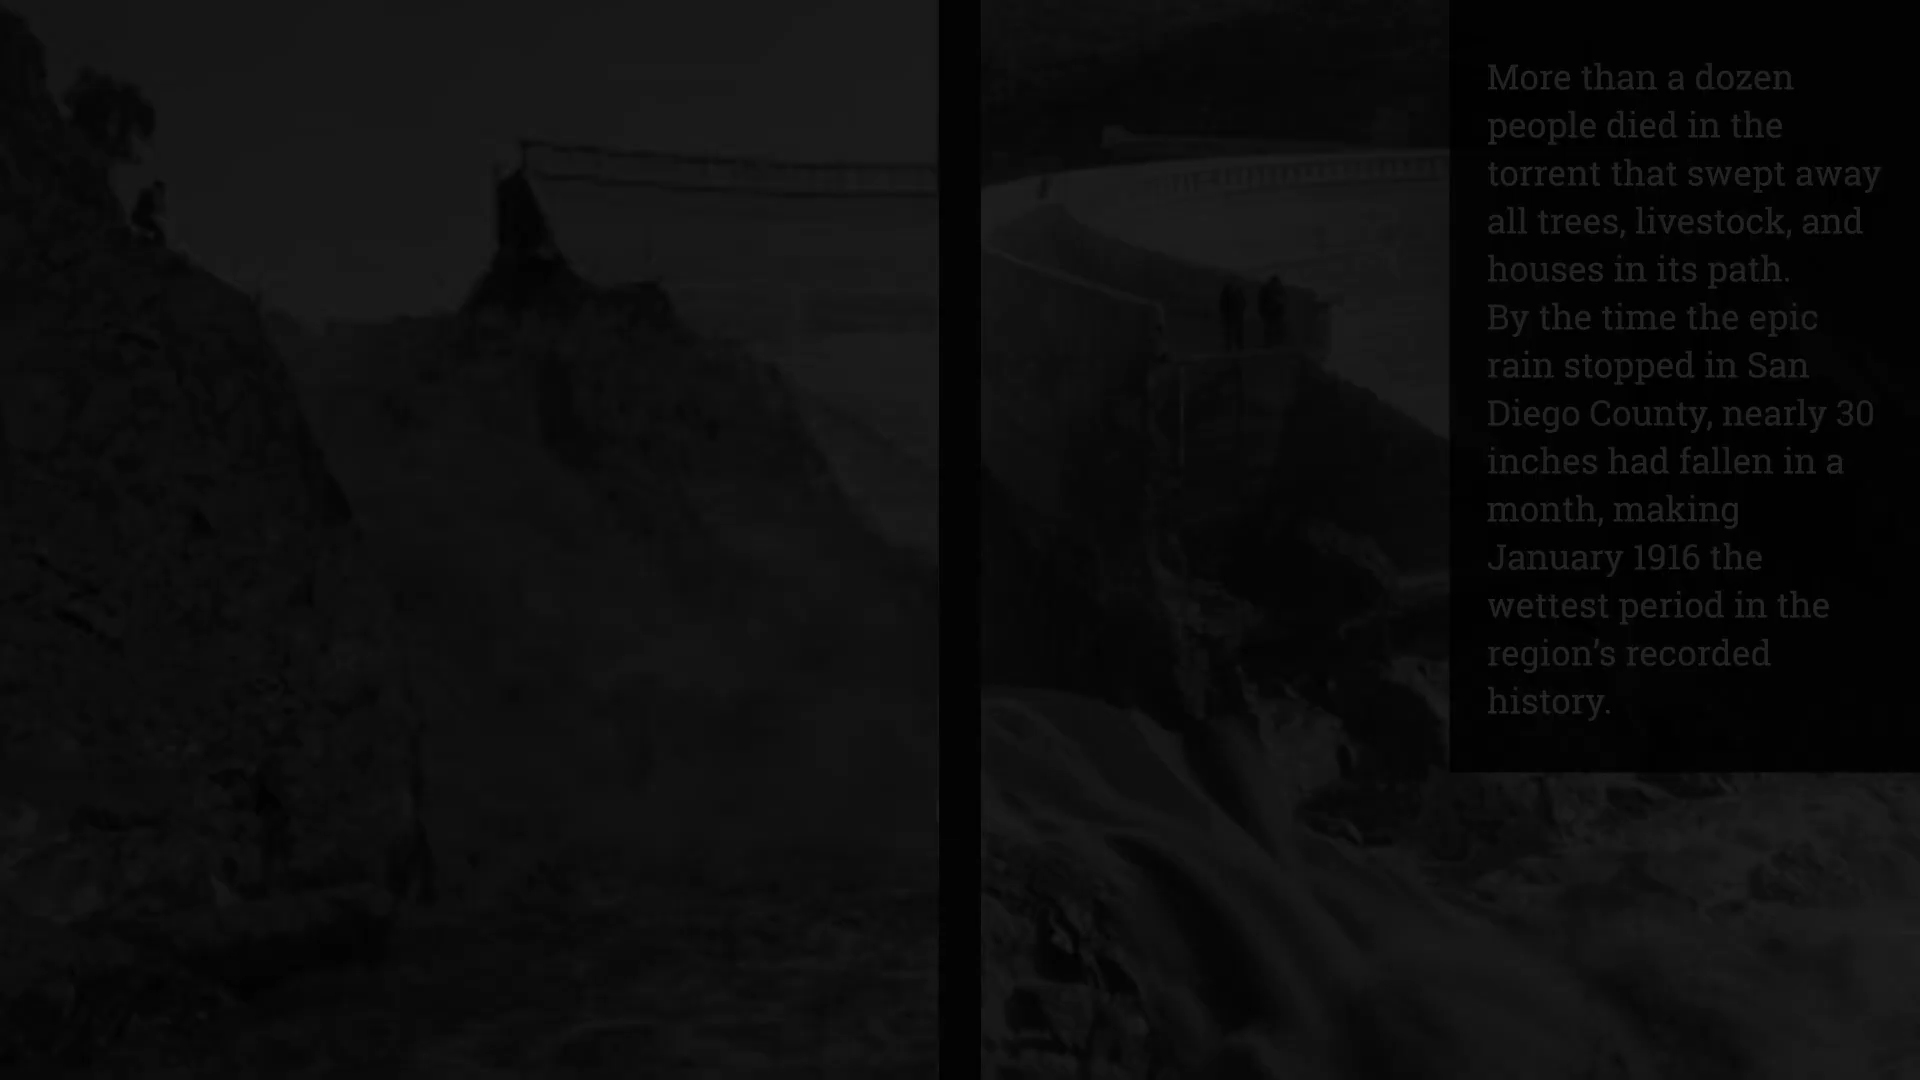 More than a dozen
people died in the
torrent that swept away
all trees, livestock, and
houses in its path.
By the time the epic
rain stopped in San
Diego County, nearly 30
inches had fallen in a
month, making
January 1916 the
wettest period in the
region’s recorded
history.